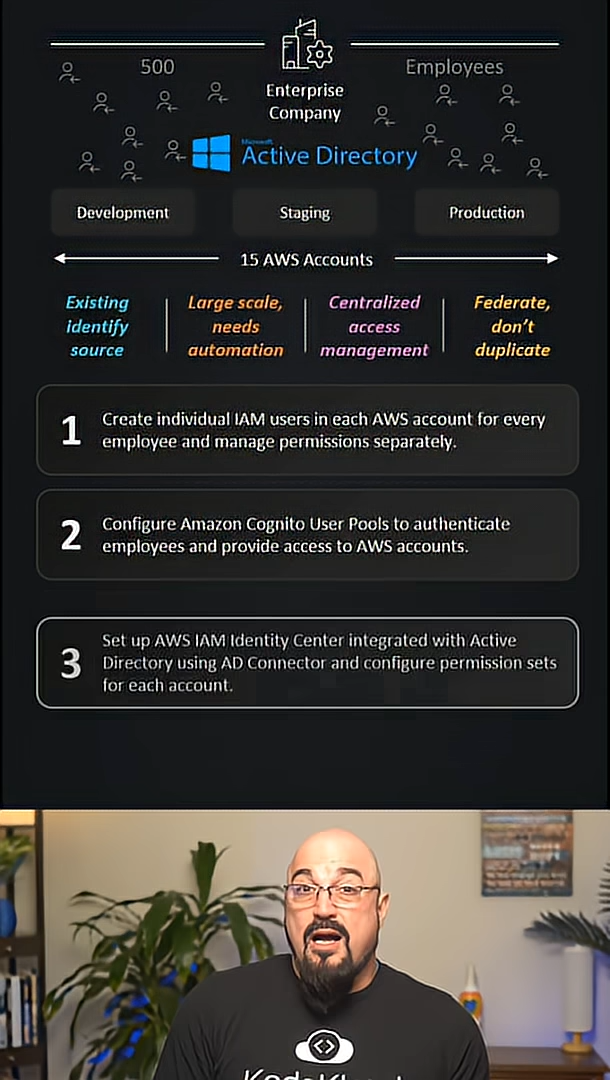 500
Employees
Enterprise
Company
Microsoft
Active Directory
Development
Staging
Production
15 AWS Accounts
Existing
identify
source
Large scale,
needs
automation
Centralized
access
management
Federate,
don't
duplicate
1
Create individual IAM users in each AWS account for every
employee and manage permissions separately.
2
Configure Amazon Cognito User Pools to authenticate
employees and provide access to AWS accounts.
3
Set up AWS IAM Identity Center integrated with Active
Directory using AD Connector and configure permission sets
for each account.